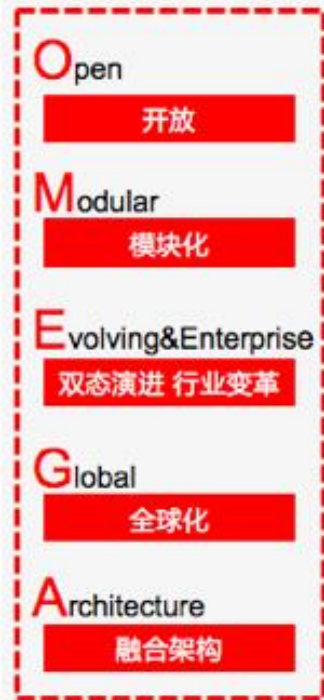 Open
开放
Modular
模块化
Evolving&Enterprise
双态演进 行业变革
Global
全球化
Architecture
融合架构